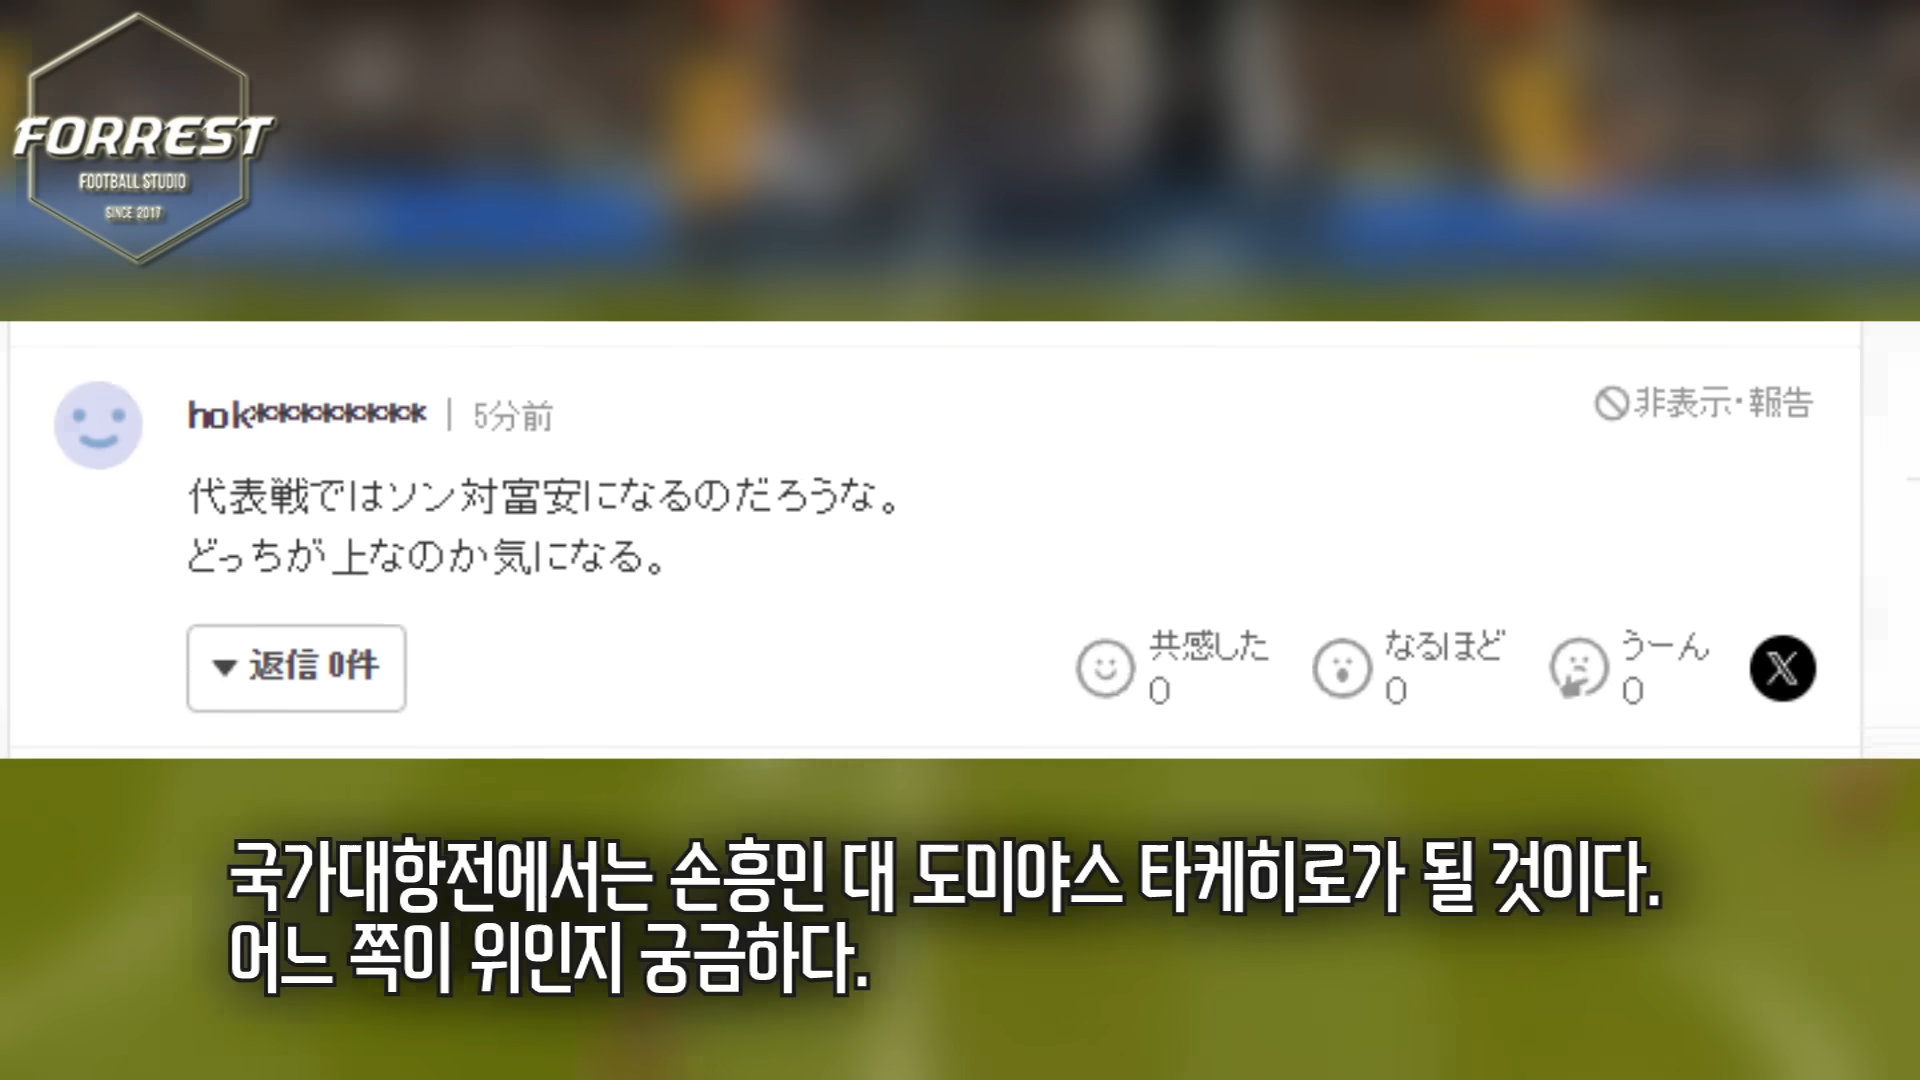 FORREST
FOOTBALL STUDIO
SINCE 2017
hok********* | 5分前
非表示・報告
代表戦ではソン対冨安になるのだろうな。
どっちが上なのか気になる。
返信 0件
共感した
0
なるほど
0
うーん
0
국가대항전에서는 손흥민 대 도미야스 타케히로가 될 것이다.
어느 쪽이 위인지 궁금하다.